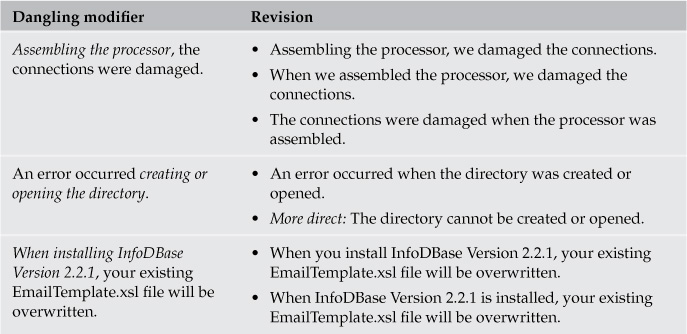 Dangling modifier
Revision
Assembling the processor, the
connections were damaged.
• Assembling the processor, we damaged the connections.
• When we assembled the processor, we damaged the
connections.
• The connections were damaged when the processor was
assembled.
An error occurred creating or
opening the directory.
• An error occurred when the directory was created or
opened.
• More direct: The directory cannot be created or opened.
When installing InfoDBase
Version 2.2.1, your existing
EmailTemplate.xsl file will be
overwritten.
• When you install InfoDBase Version 2.2.1, your existing
EmailTemplate.xsl file will be overwritten.
• When InfoDBase Version 2.2.1 is installed, your existing
EmailTemplate.xsl file will be overwritten.